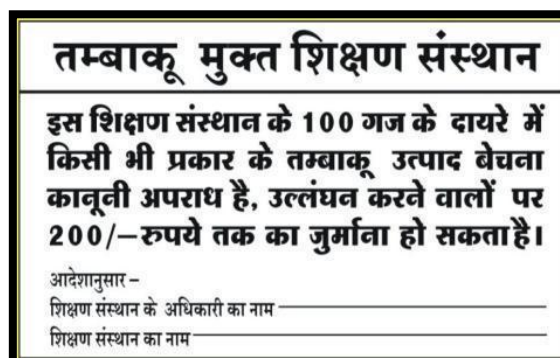 तम्बाकू मुक्त शिक्षण संस्थान
इस शिक्षण संस्थान के 100 गज के दायरे में
किसी भी प्रकार के तम्बाकू उत्पाद बेचना
कानूनी अपराध है, उल्लंघन करने वालों पर
200/–रुपये तक का जुर्माना हो सकता है।
आदेशानुसार –
शिक्षण संस्थान के अधिकारी का नाम
शिक्षण संस्थान का नाम